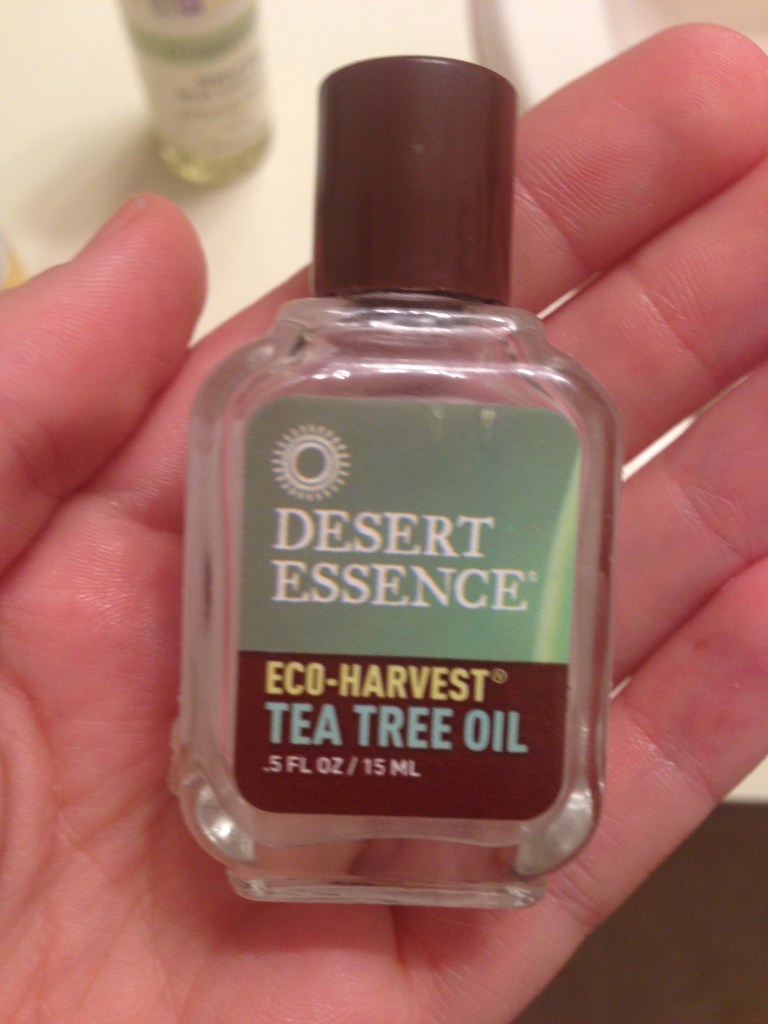 DESERT
ESSENCE®
ECO-HARVEST®
TEA TREE OIL
.5 FL OZ / 15 ML